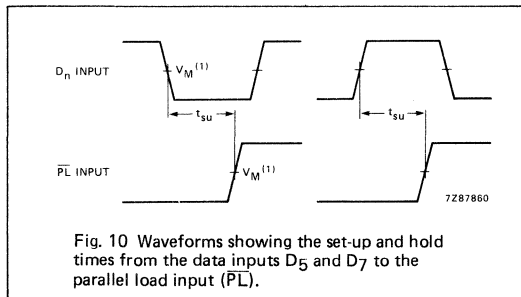 Dn INPUT
VM(1)
tsu
tsu
PL INPUT
VM(1)
7Z87860
Fig. 10 Waveforms showing the set-up and hold
times from the data inputs D5 and D7 to the
parallel load input (PL).